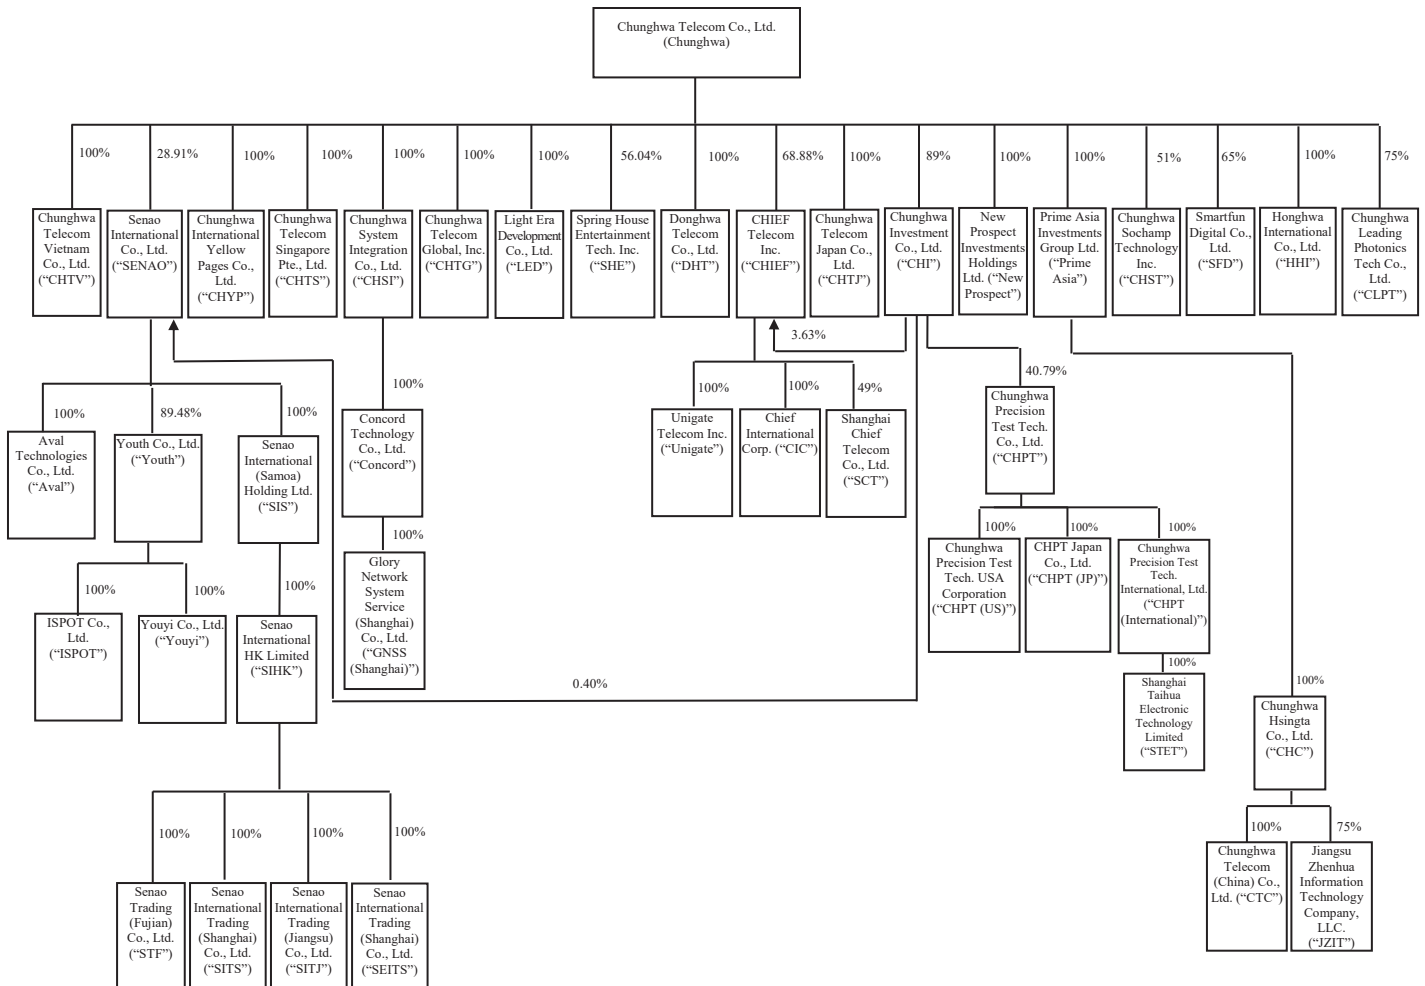 Chunghwa Telecom Co., Ltd.
(Chunghwa)
100%
28.91%
100%
100%
100%
100%
100%
56.04%
100%
68.88%
100%
89%
100%
100%
51%
65%
100%
75%
Chunghwa
Telecom
Vietnam
Co., Ltd.
(“CHTV”)
Senao
International
Co., Ltd.
(“SENAO”)
Chunghwa
International
Yellow
Pages Co.,
Ltd.
(“CHYP”)
Chunghwa
Telecom
Singapore
Pte., Ltd.
(“CHTS”)
Chunghwa
System
Integration
Co., Ltd.
(“CHSI”)
Chunghwa
Telecom
Global, Inc.
(“CHTG”)
Light Era
Development
Co., Ltd.
(“LED”)
Spring House
Entertainment
Tech. Inc.
(“SHE”)
Donghwa
Telecom
Co., Ltd.
(“DHT”)
CHIEF
Telecom
Inc.
(“CHIEF”)
Chunghwa
Telecom
Japan Co.,
Ltd.
(“CHTJ”)
Chunghwa
Investment
Co., Ltd.
(“CHI”)
New
Prospect
Investments
Holdings
Ltd. (“New
Prospect”)
Prime Asia
Investments
Group Ltd.
(“Prime
Asia”)
Chunghwa
Sochamp
Technology
Inc.
(“CHST”)
Smartfun
Digital Co.,
Ltd.
(“SFD”)
Honghwa
International
Co., Ltd.
(“HHI”)
Chunghwa
Leading
Photonics
Tech Co.,
Ltd.
(“CLPT”)
3.63%
100%
89.48%
100%
100%
100%
100%
49%
40.79%
Aval
Technologies
Co., Ltd.
(“Aval”)
Youth Co., Ltd.
(“Youth”)
Senao
International
(Samoa)
Holding Ltd.
(“SIS”)
Concord
Technology
Co., Ltd.
(“Concord”)
Unigate
Telecom Inc.
(“Unigate”)
Chief
International
Corp. (“CIC”)
Shanghai
Chief
Telecom
Co., Ltd.
(“SCT”)
Chunghwa
Precision
Test Tech.
Co., Ltd.
(“CHPT”)
100%
100%
100%
100%
100%
100%
100%
ISPOT Co.,
Ltd.
(“ISPOT”)
Youyi Co., Ltd.
(“Youyi”)
Senao
International
HK Limited
(“SIHK”)
Glory
Network
System
Service
(Shanghai)
Co., Ltd.
(“GNSS
(Shanghai)”)
Chunghwa
Precision Test
Tech. USA
Corporation
(“CHPT (US)”)
CHPT Japan
Co., Ltd.
(“CHPT (JP)”)
Chunghwa
Precision Test
Tech.
International, Ltd.
(“CHPT
(International)”)
0.40%
100%
100%
Shanghai
Taihua
Electronic
Technology
Limited
(“STET”)
Chunghwa
Hsingta
Co., Ltd.
(“CHC”)
100%
100%
100%
100%
100%
75%
Senao
Trading
(Fujian)
Co., Ltd.
(“STF”)
Senao
International
Trading
(Shanghai)
Co., Ltd.
(“SITS”)
Senao
International
Trading
(Jiangsu)
Co., Ltd.
(“SITJ”)
Senao
International
Trading
(Shanghai)
Co., Ltd.
(“SEITS”)
Chunghwa
Telecom
(China) Co.,
Ltd. (“CTC”)
Jiangsu
Zhenhua
Information
Technology
Company,
LLC.
(“JZIT”)